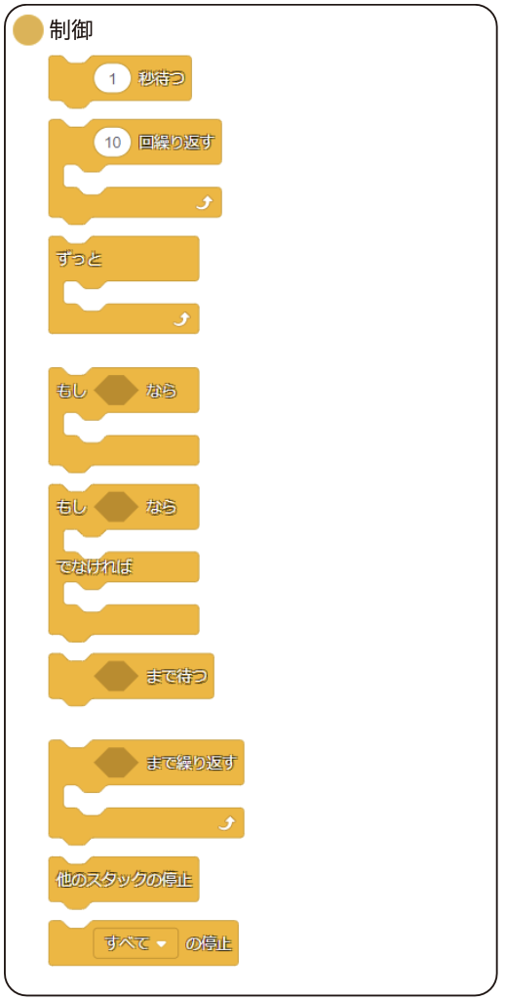 制御
1 秒待つ
10 回繰り返す
ずっと
もし なら
もし なら
でなければ
まで待つ
まで繰り返す
他のスタックの停止
すべて の停止